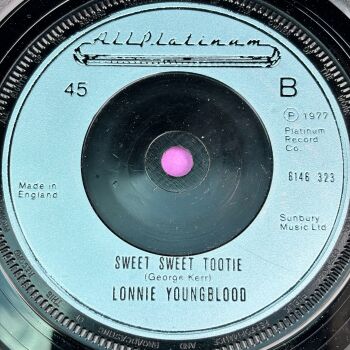 AllPlatinum
45
B
Ⓟ 1977
Platinum
Record
Co.
6146 323
Made in
England
Sunbury
Music Ltd
SWEET SWEET TOOTIE
(George Kerr)
LONNIE YOUNGBLOOD
BROADCASTING